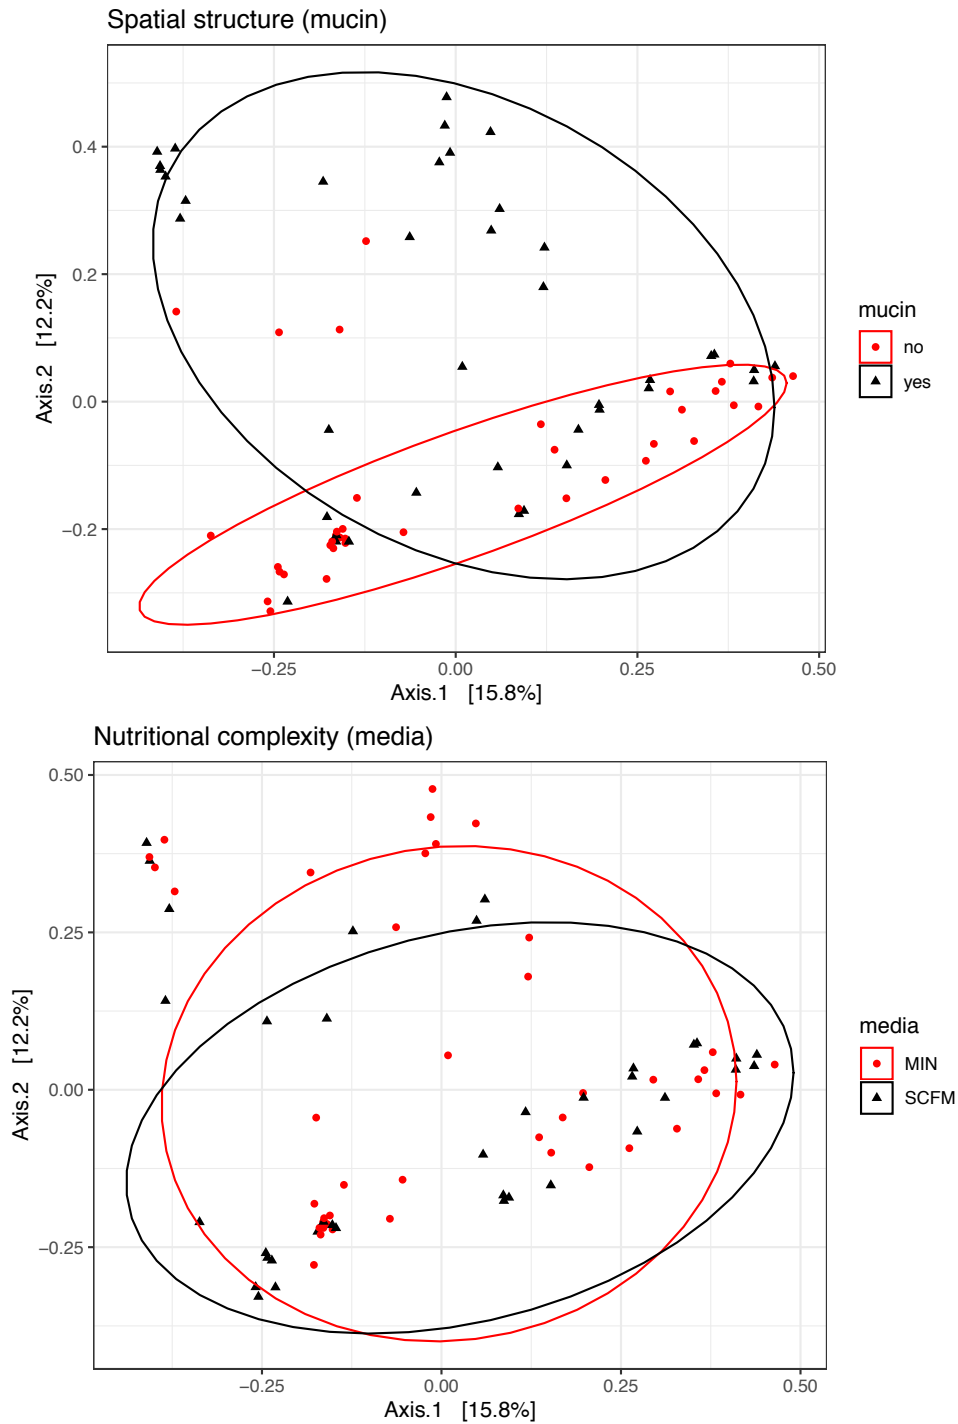 Spatial structure (mucin)
0.4
0.2
0.0
−0.2
Axis.2 [12.2%]
−0.25
0.00
0.25
0.50
Axis.1 [15.8%]
mucin
no
yes
Nutritional complexity (media)
0.50
0.25
0.00
−0.25
Axis.2 [12.2%]
−0.25
0.00
0.25
0.50
Axis.1 [15.8%]
media
MIN
SCFM